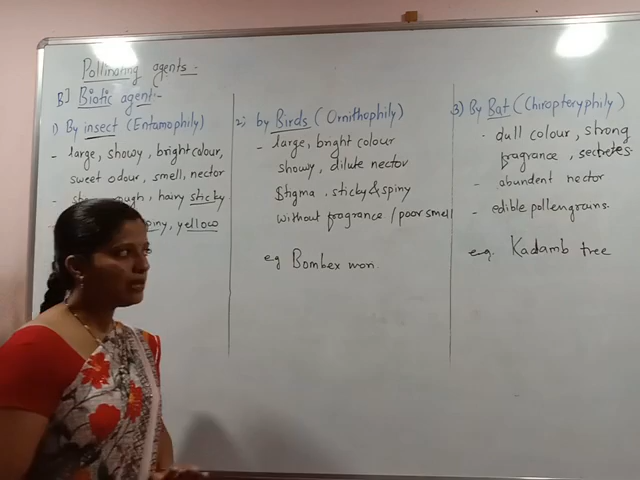 Pollinating agents :-
B] Biotic agent :-
1) By insect (Entamophily)
- large, showy, bright colour,
sweet odour, smell, nector
hairy sticky
yellow
2) by Birds (Ornithophily)
- large, bright colour
showy, dilute nector
Stigma, sticky & spiny
without fragrance / poor smell
eg Bombex mon.
3) By Bat (Chiropteryphily)
- dull colour, strong
fragrance, secretes.
- abundent nector
- edible pollengrains.
eg. Kadamb tree